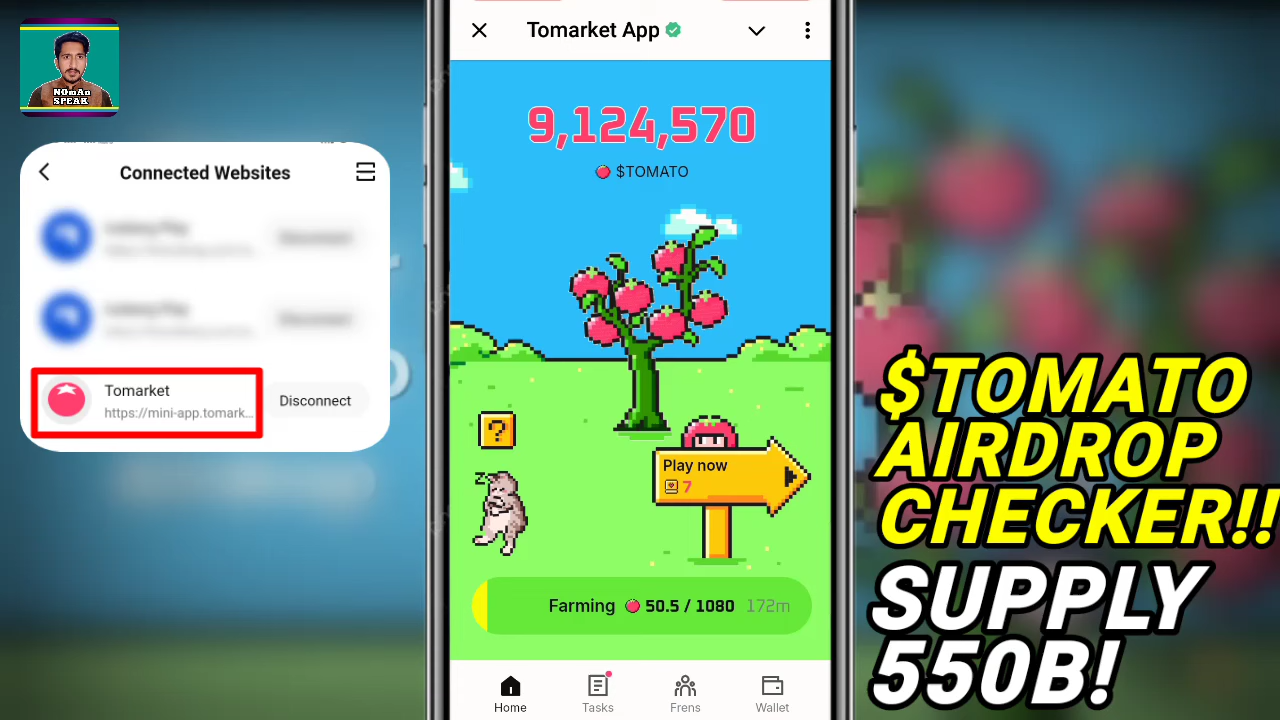 NOmAn
SPEAK
Connected Websites
Tomarket
https://mini-app.tomark...
Disconnect
Tomarket App
9,124,570
$TOMATO
?
z
Play now
7
Farming 50.5 / 1080 172m
Home
Tasks
Frens
Wallet
$TOMATO
AIRDROP
CHECKER!!
SUPPLY
550B!